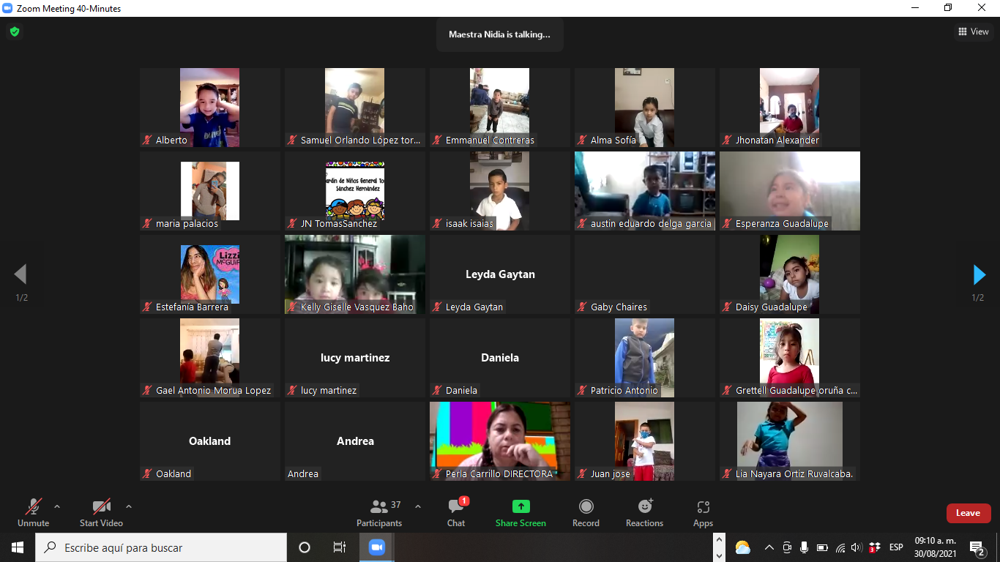 Zoom Meeting 40-Minutes
Maestra Nidia is talking...
View
Alberto
Samuel Orlando López tor...
Emmanuel Contreras
Alma Sofía
Jhonatan Alexander
maria palacios
Jardín de Niños General To
Sánchez Hernández
JN TomasSanchez
isaak isaias
austin eduardo delga garcia
Esperanza Guadalupe
Lizzi
McGUIR
Estefanía Barrera
Kelly Giselle Vasquez Baho
Leyda Gaytan
Leyda Gaytan
Gaby Chaires
Daisy Guadalupe
1/2
1/2
Gael Antonio Morua Lopez
lucy martinez
lucy martinez
Daniela
Daniela
Patricio Antonio
Grettell Guadalupe oruña c...
Oakland
Oakland
Andrea
Andrea
Perla Carrillo DIRECTORA
Juan jose
Lia Nayara Ortiz Ruvalcaba.
Unmute
Start Video
37
Participants
1
Chat
Share Screen
Record
Reactions
Apps
Leave
Escribe aquí para buscar
ESP
09:10 a. m.
30/08/2021
2